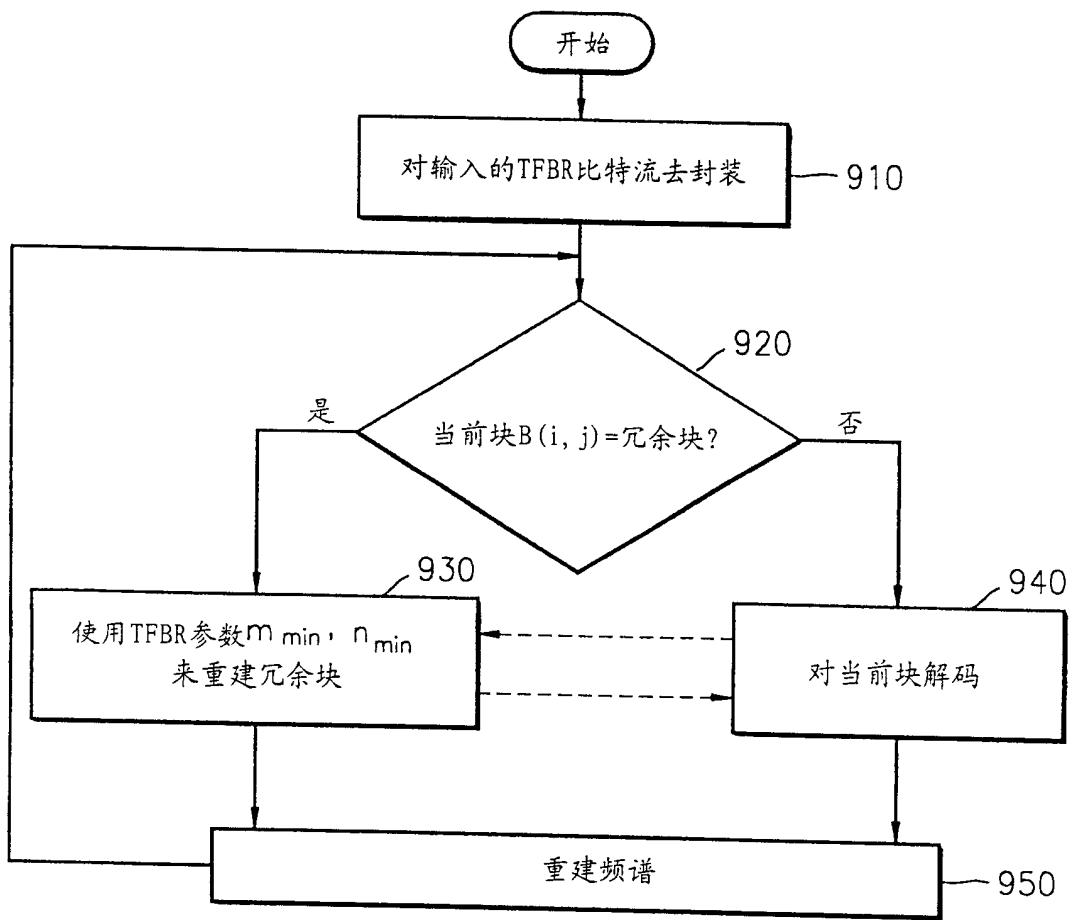 开始
对输入的TFBR比特流去封装
910
920
是
当前块B(i,j)=冗余块?
否
930
使用TFBR参数m min, n min
来重建冗余块
940
对当前块解码
重建频谱
950